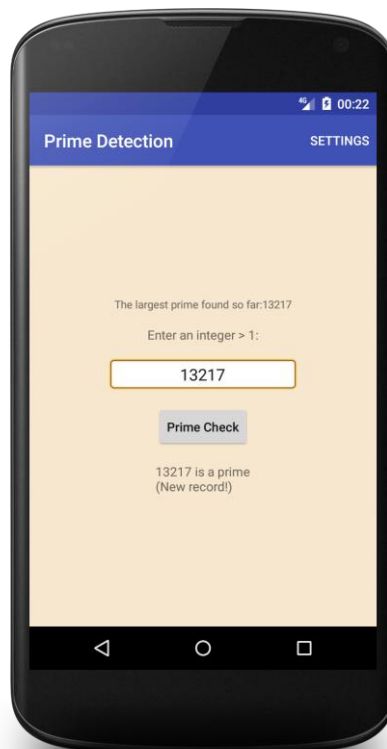 4G 00:22
Prime Detection SETTINGS
The largest prime found so far:13217
Enter an integer > 1:
13217
Prime Check
13217 is a prime
(New record!)